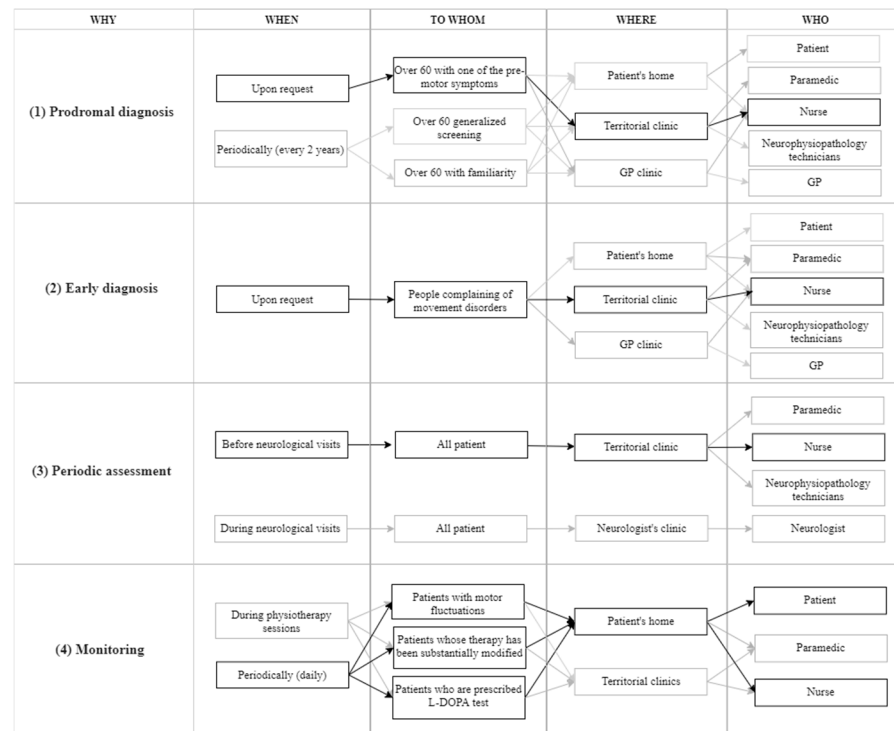 WHY
WHEN
TO WHOM
WHERE
WHO
(1) Prodromal diagnosis
Upon request
Periodically (every 2 years)
Over 60 with one of the pre-
motor symptoms
Over 60 generalized
screening
Over 60 with familiarity
Patient's home
Territorial clinic
GP clinic
Patient
Paramedic
Nurse
Neurophysiopathology
technicians
GP
(2) Early diagnosis
Upon request
People complaining of
movement disorders
Patient's home
Territorial clinic
GP clinic
Patient
Paramedic
Nurse
Neurophysiopathology
technicians
GP
(3) Periodic assessment
Before neurological visits
During neurological visits
All patient
All patient
Territorial clinic
Neurologist's clinic
Paramedic
Nurse
Neurophysiopathology
technicians
Neurologist
(4) Monitoring
During physiotherapy
sessions
Periodically (daily)
Patients with motor
fluctuations
Patients whose therapy has
been substantially modified
Patients who are prescribed
L-DOPA test
Patient's home
Territorial clinics
Patient
Paramedic
Nurse